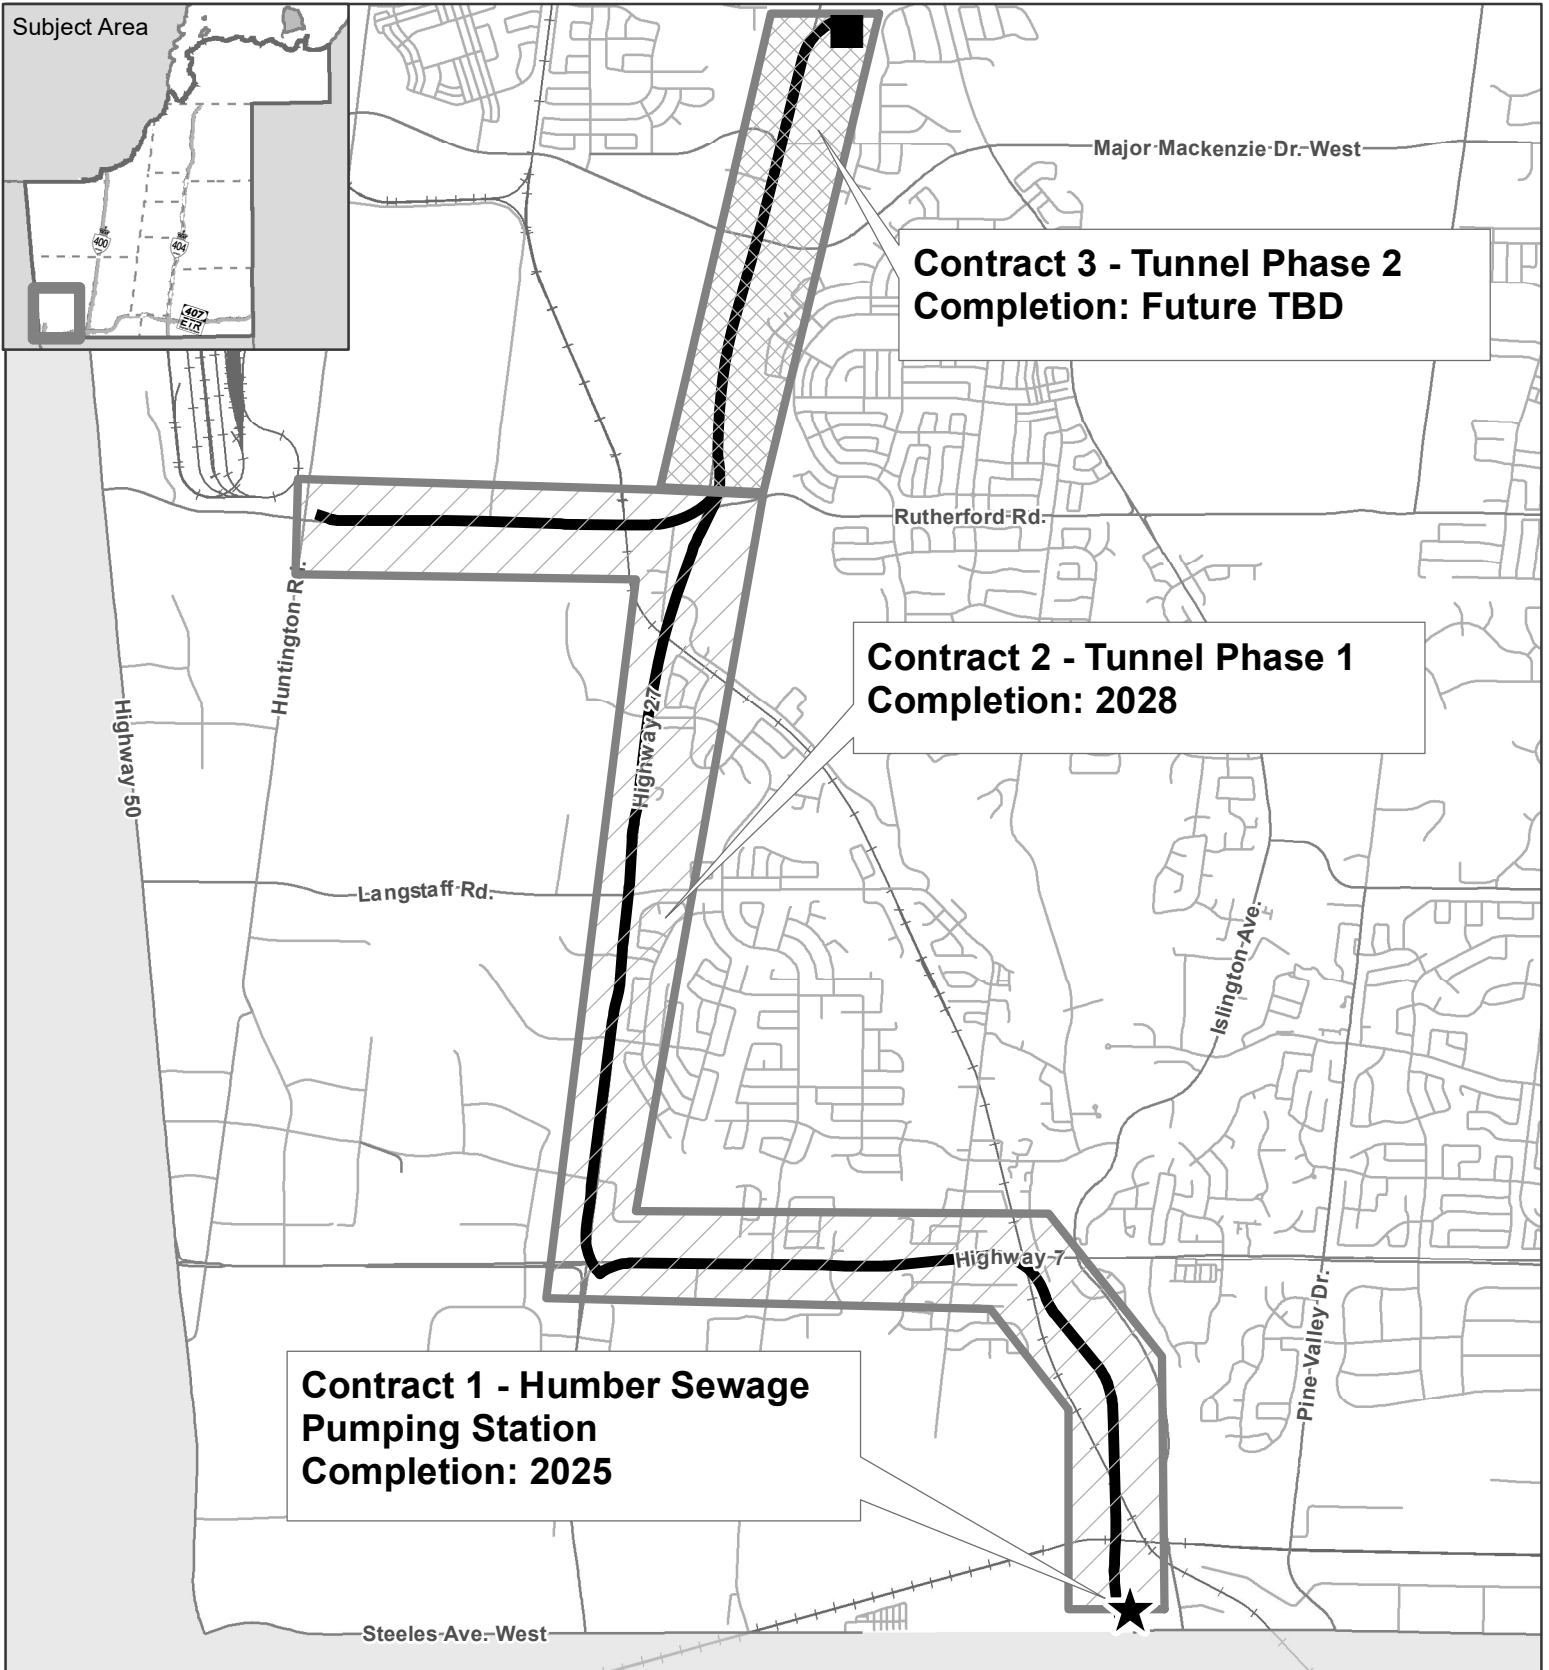 Subject Area
400
404
407
ETR
Major Mackenzie Dr. West
Contract 3 - Tunnel Phase 2
Completion: Future TBD
Rutherford Rd.
Huntington R
Contract 2 - Tunnel Phase 1
Completion: 2028
Highway 27
Highway 50
Langstaff Rd.
Islington Ave.
Highway 7
Pine Valley Dr.
Contract 1 - Humber Sewage
Pumping Station
Completion: 2025
Steeles Ave. West